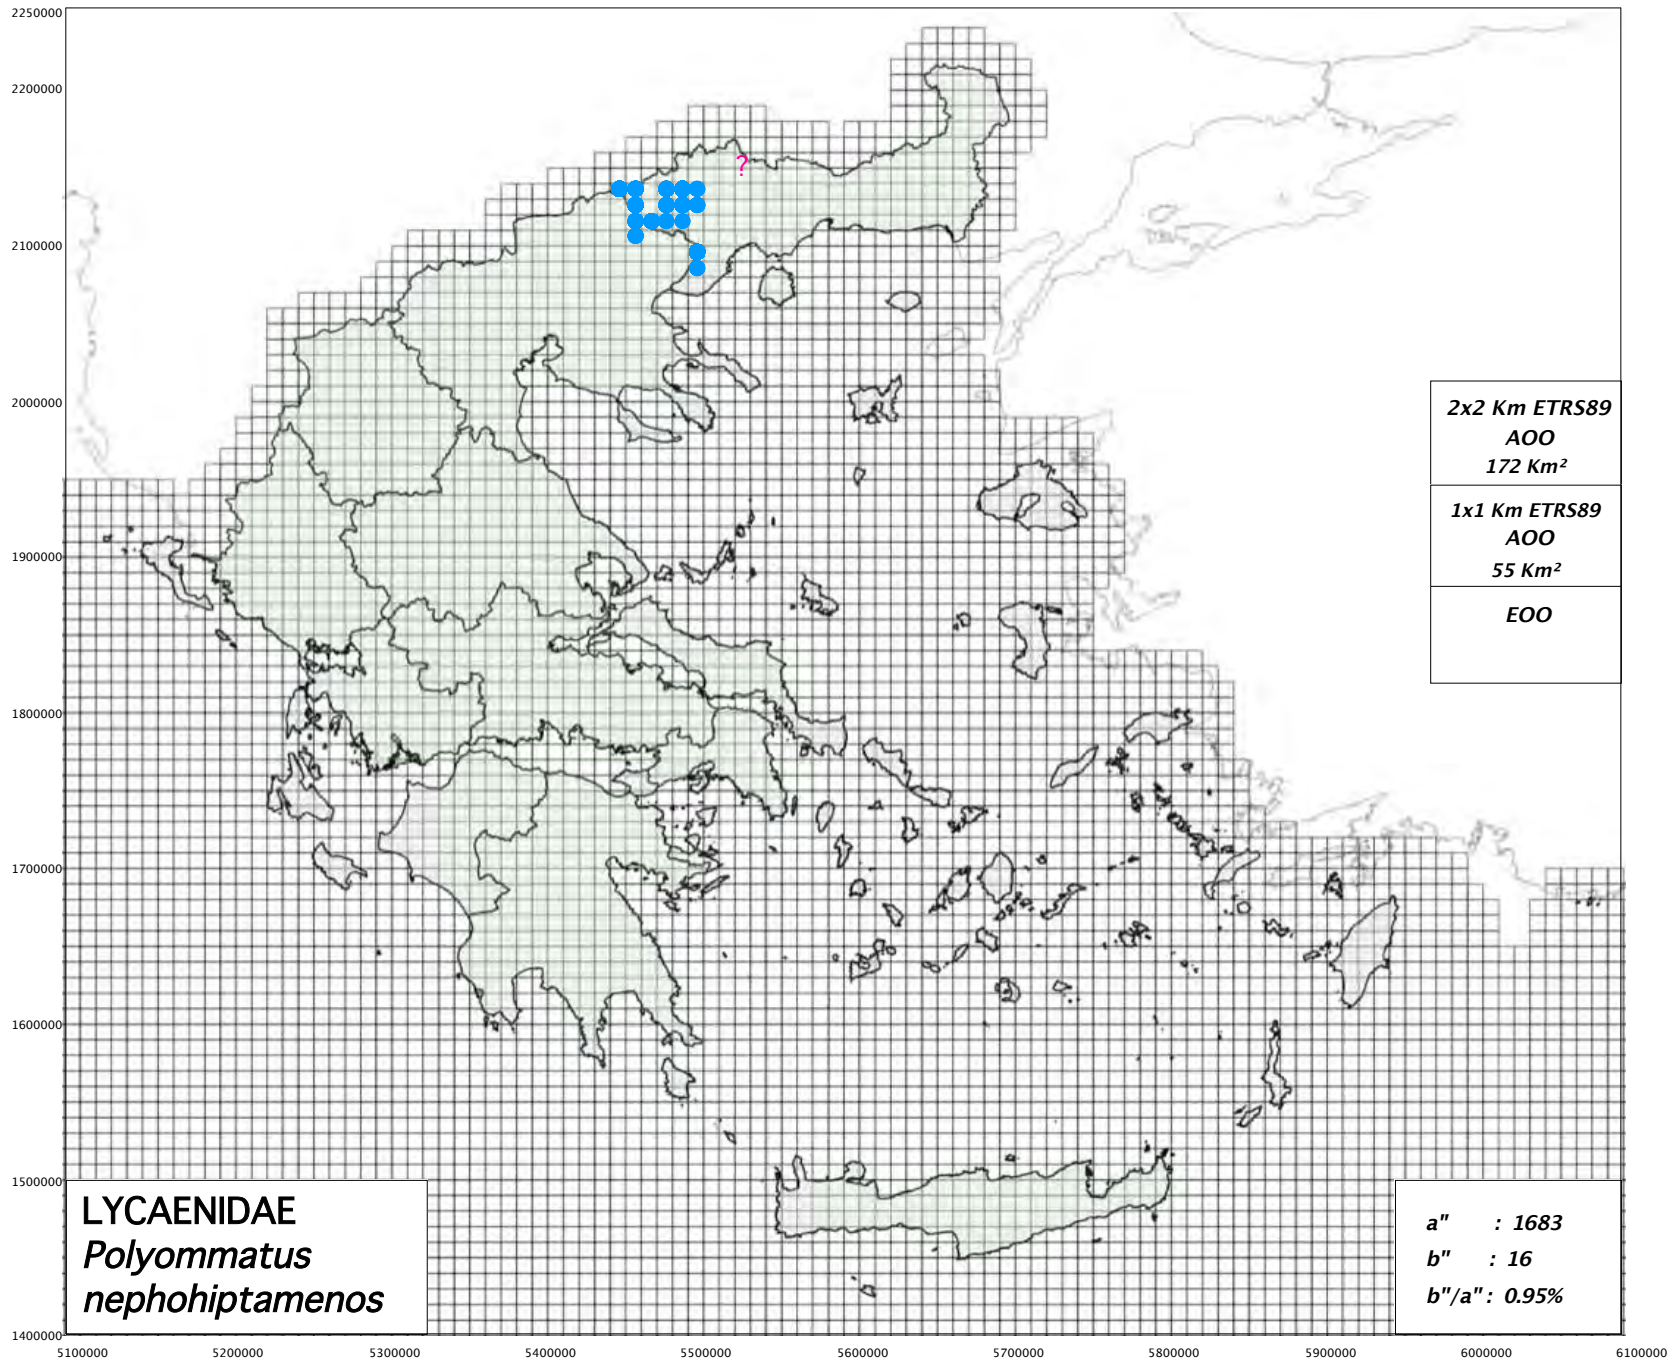 2250000
2200000
2100000
2000000
1900000
1800000
1700000
1600000
1500000
1400000
?
2x2 Km ETRS89
AOO
172 Km²
1x1 Km ETRS89
AOO
55 Km²
EOO
LYCAENIDAE
Polyommatus
nephohiptamenos
a" : 1683
b" : 16
b"/a" : 0.95%
5100000 5200000 5300000 5400000 5500000 5600000 5700000 5800000 5900000 6000000 6100000